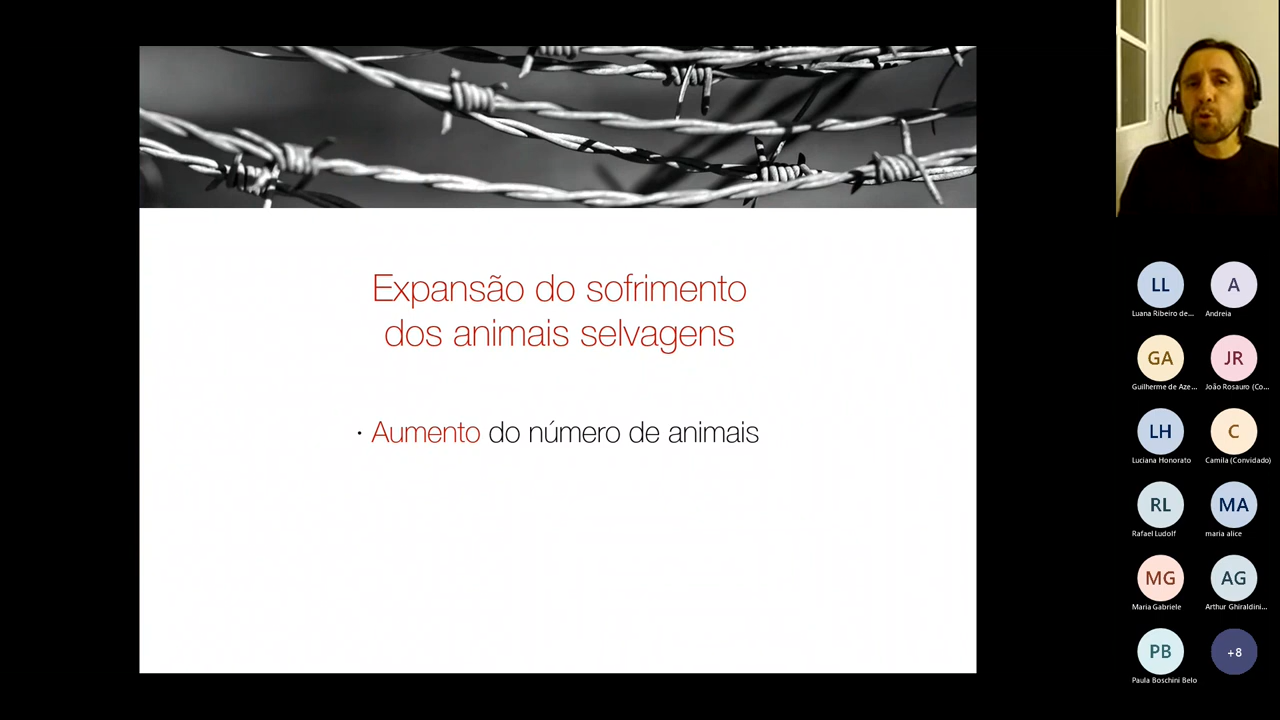 Expansão do sofrimento
dos animais selvagens
· Aumento do número de animais
LL
Luana Ribeiro de...
A
Andreia
GA
Guilherme de Aze...
JR
João Rosauro (Co...
LH
Luciana Honorato
C
Camila (Convidado)
RL
Rafael Ludolf
MA
maria alice
MG
Maria Gabriele
AG
Arthur Ghiraldini...
PB
Paula Boschini Belo
+8